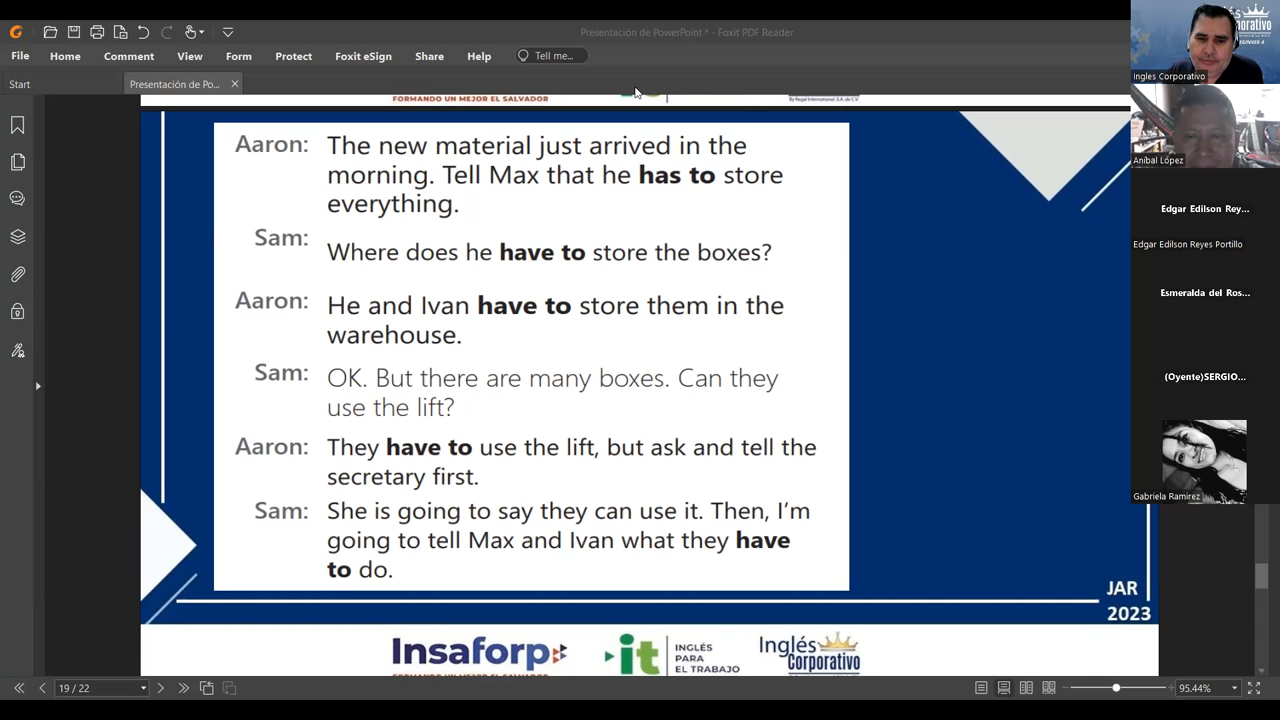 Presentación de PowerPoint * - Foxit PDF Reader
File Home Comment View Form Protect Foxit eSign Share Help Tell me...
Start Presentación de Po...
FORMANDO UN MEJOR EL SALVADOR
Aaron: The new material just arrived in the
morning. Tell Max that he has to store
everything.
Sam: Where does he have to store the boxes?
Aaron: He and Ivan have to store them in the
warehouse.
Sam: OK. But there are many boxes. Can they
use the lift?
Aaron: They have to use the lift, but ask and tell the
secretary first.
Sam: She is going to say they can use it. Then, I'm
going to tell Max and Ivan what they have
to do.
JAR
2023
Insaforp
it INGLÉS
PARA
EL TRABAJO
Inglés
Corporativo
19 / 22
95.44%
Ingles Corporativo
Aníbal López
Edgar Edilson Rey...
Edgar Edilson Reyes Portillo
Esmeralda del Ros...
(Oyente)SERGIO...
Gabriela Ramirez